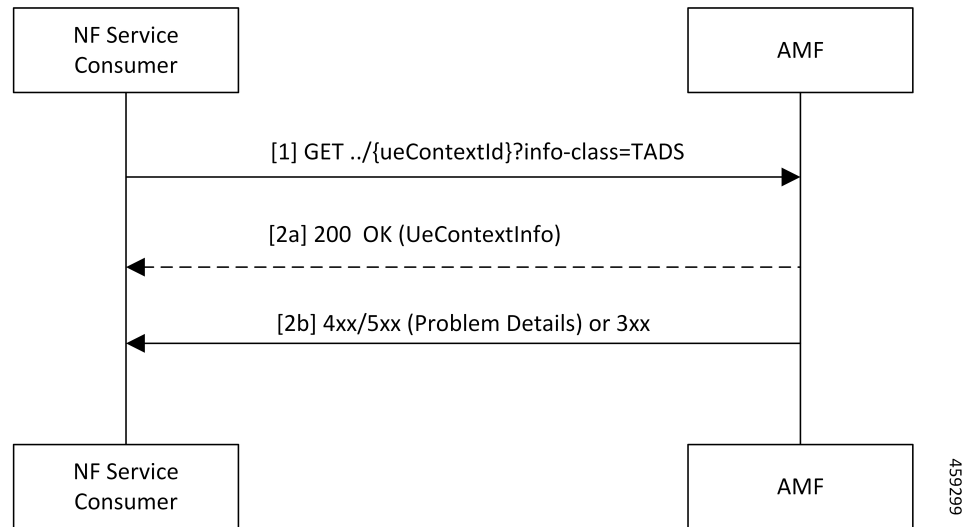 NF Service
Consumer
AMF
[1] GET ../{ueContextId}?info-class=TADS
[2a] 200  OK (UeContextInfo)
[2b] 4xx/5xx (Problem Details) or 3xx
NF Service
Consumer
AMF
459299